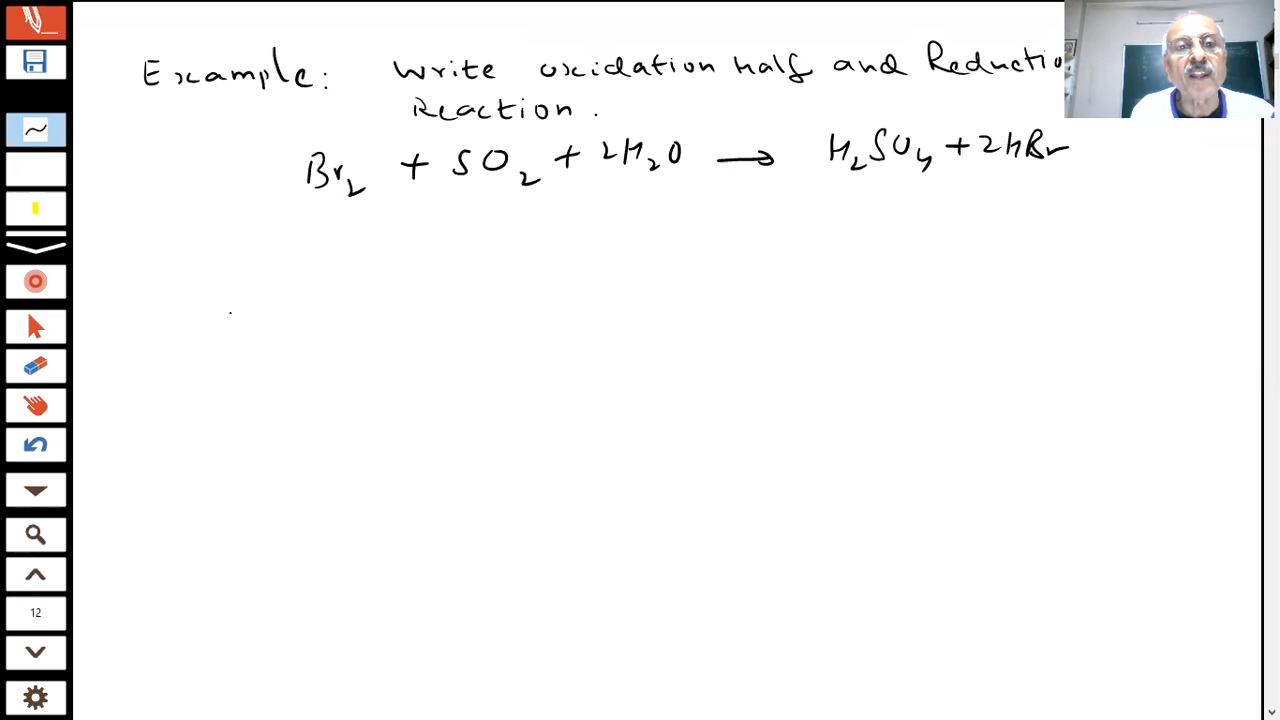 Example: Write oxidation half and Reductio
Reaction.
Br₂ + SO₂ + 2H₂O → H₂SO₄ + 2HBr
12